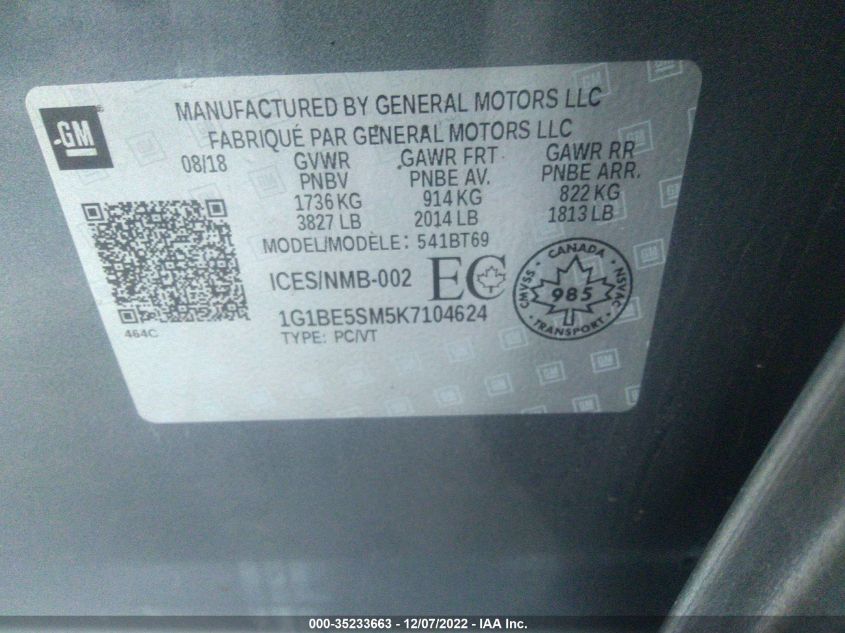 GM
MANUFACTURED BY GENERAL MOTORS LLC
FABRIQUÉ PAR GENERAL MOTORS LLC
08/18 GVWR GAWR FRT GAWR RR
PNBV PNBE AV. PNBE ARR.
1736 KG 914 KG 822 KG
3827 LB 2014 LB 1813 LB
MODEL/MODÈLE: 541BT69
ICES/NMB-002 EC
CANADA
CMVSS 985 NSVAC
TRANSPORT
1G1BE5SM5K7104624
TYPE: PC/VT
464C
000-35233663 - 12/07/2022 - IAA Inc.